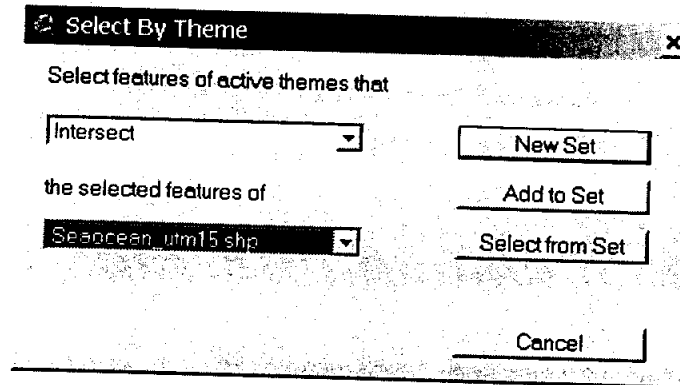 Select By Theme
Select features of active themes that
Intersect
New Set
the selected features of
Add to Set
Seaocean_utm15.shp
Select from Set
Cancel